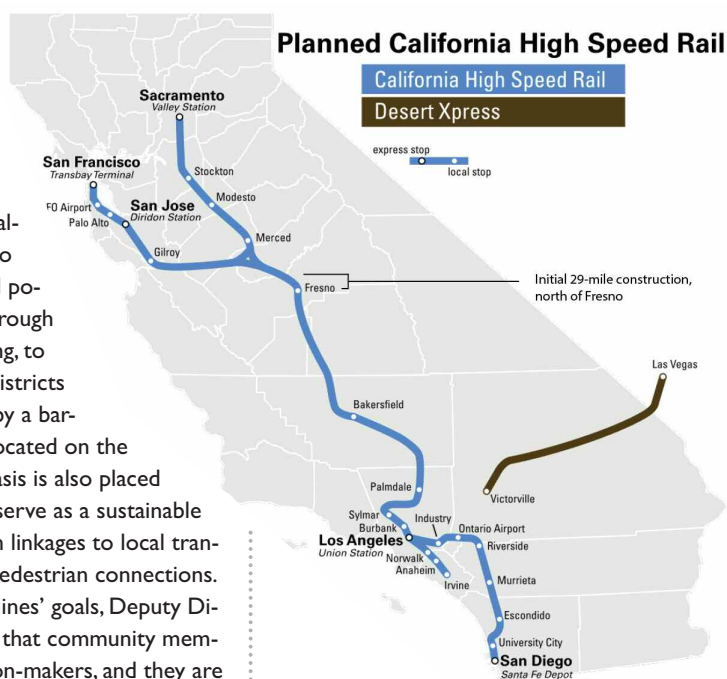 Planned California High Speed Rail
California High Speed Rail
Desert Xpress
express stop
local stop
Sacramento
Valley Station
Stockton
San Francisco
Transbay Terminal
Modesto
FO Airport
San Jose
Diridon Station
Palo Alto
Merced
Gilroy
Fresno
Initial 29-mile construction,
north of Fresno
Las Vegas
Bakersfield
Palmdale
Victorville
Sylmar
Industry
Burbank
Ontario Airport
Los Angeles
Union Station
Riverside
Norwalk
Anaheim
Irvine
Murrieta
Escondido
University City
San Diego
Santa Fe Depot
al-
o
l po-
rough
ng, to
istricts
by a bar-
ocated on the
asis is also placed
serve as a sustainable
n linkages to local tran-
edestrian connections.
lines' goals, Deputy Di-
that community mem-
on-makers, and they are